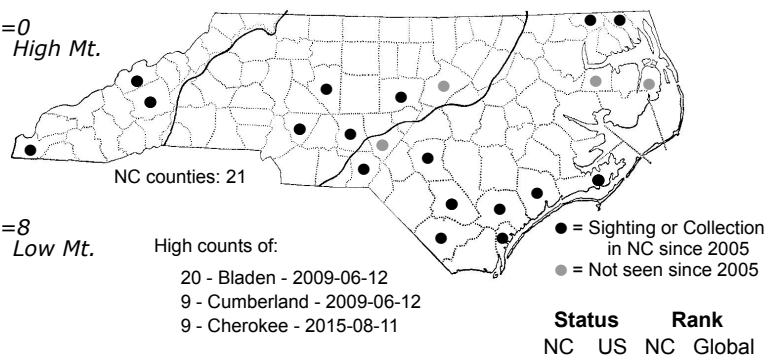 =0
High Mt.
NC counties: 21
=8
Low Mt.
High counts of:
20 - Bladen - 2009-06-12
9 - Cumberland - 2009-06-12
9 - Cherokee - 2015-08-11
● = Sighting or Collection
in NC since 2005
● = Not seen since 2005
Status Rank
NC US NC Global